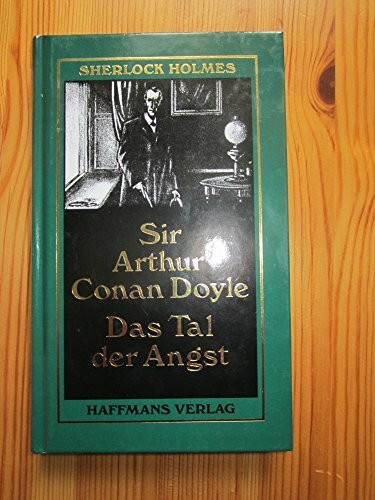 SHERLOCK HOLMES
Sir
Arthur
Conan Doyle
Das Tal
der Angst
HAFFMANS VERLAG